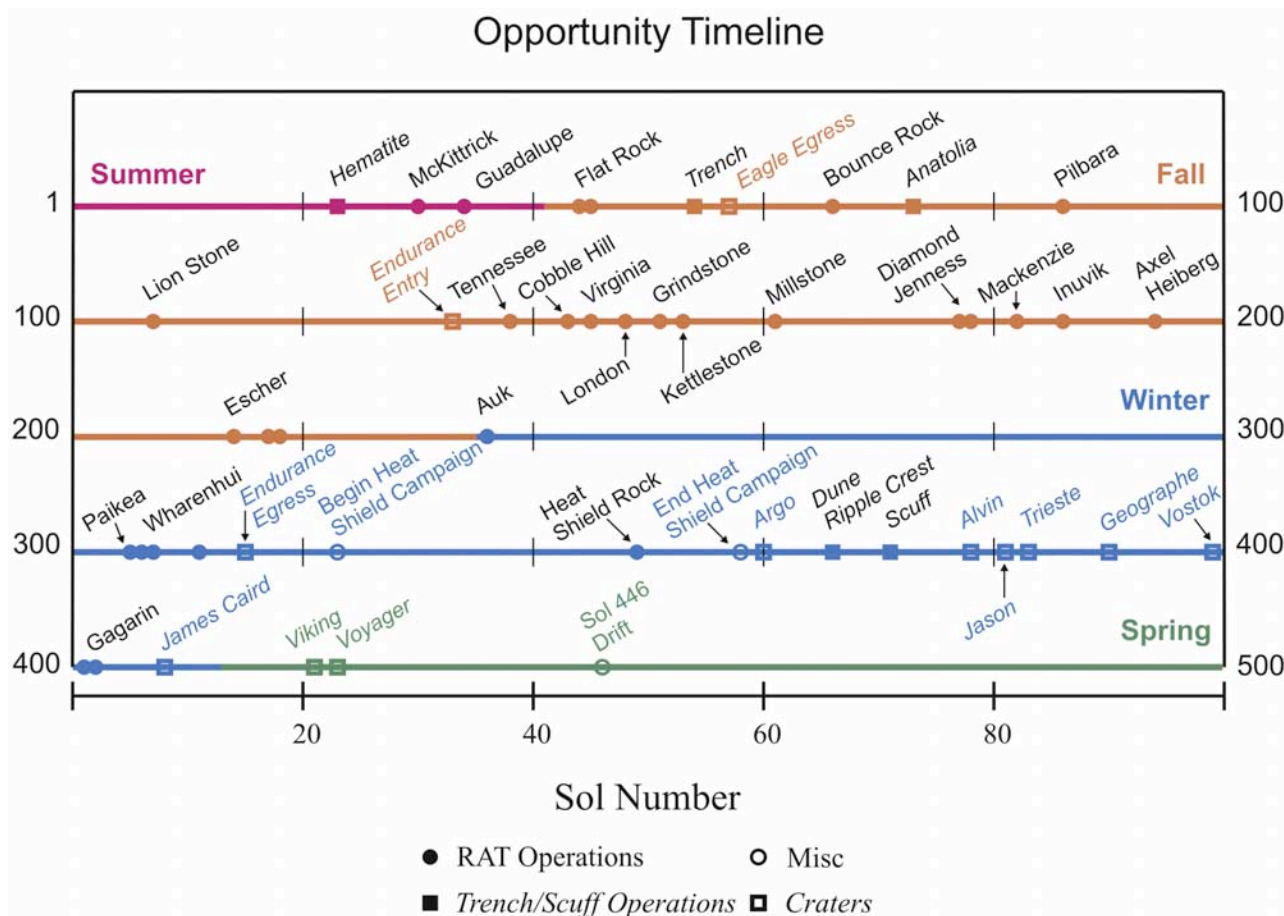 Opportunity Timeline
Summer
Hematite
McKittrick
Guadalupe
Flat Rock
Trench
Eagle Egress
Bounce Rock
Anatolia
Pilbara
Fall
1
100
Lion Stone
Endurance
Entry
Tennessee
Cobble Hill
Virginia
Grindstone
Millstone
Diamond
Jenness
Mackenzie
Inuvik
Axel
Heiberg
100
200
London
Kettlestone
Escher
Auk
Winter
200
300
Paikea
Wharenhui
Endurance
Egress
Begin Heat
Shield Campaign
Heat
Shield Rock
End Heat
Shield Campaign
Argo
Dune
Ripple Crest
Scuff
Alvin
Trieste
Geographe
Vostok
300
400
Jason
Gagarin
James Caird
Viking
Voyager
Sol 446
Drift
Spring
400
500
20
40
60
80
Sol Number
RAT Operations
Misc
Trench/Scuff Operations
Craters